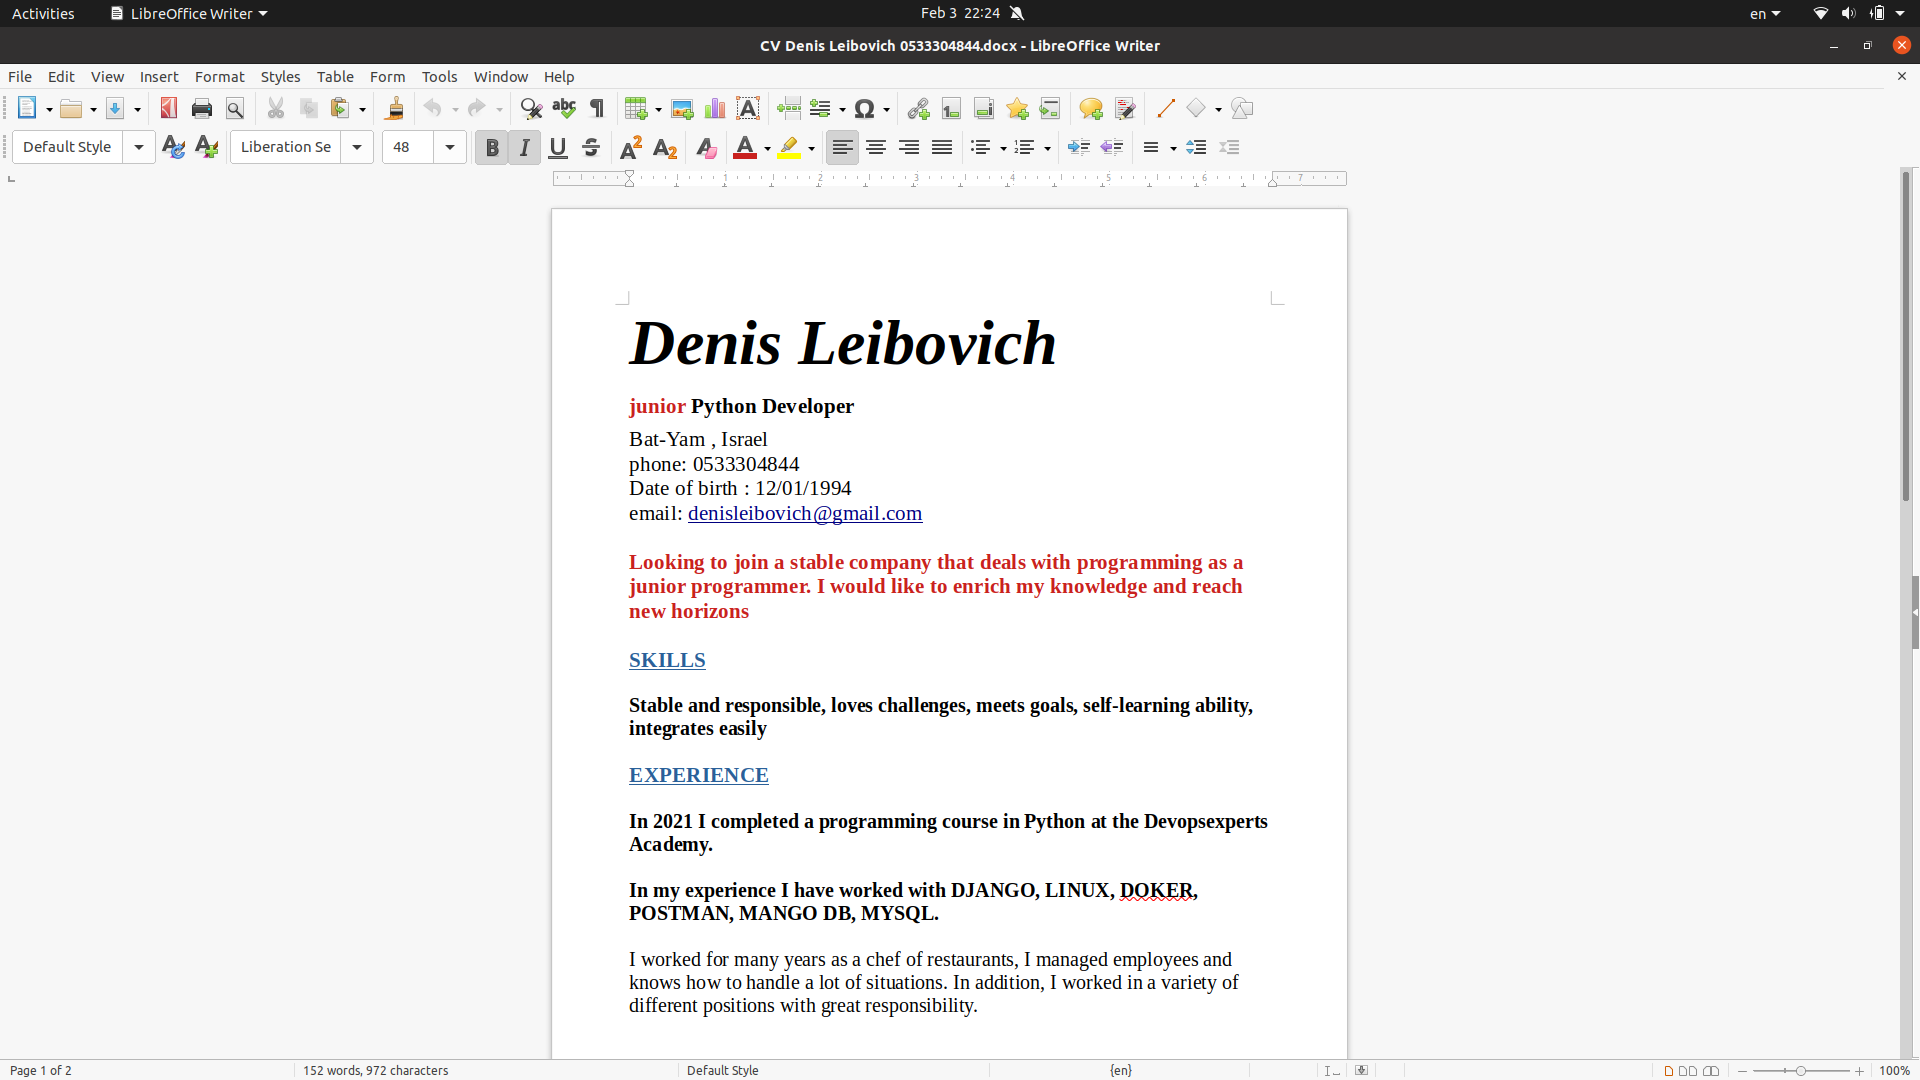 Activities LibreOffice Writer Feb 3 22:24 en
CV Denis Leibovich 0533304844.docx - LibreOffice Writer
File Edit View Insert Format Styles Table Form Tools Window Help
Default Style Liberation Se 48
1 2 3 4 5 6 7
Denis Leibovich
junior Python Developer
Bat-Yam , Israel
phone: 0533304844
Date of birth : 12/01/1994
email: denisleibovich@gmail.com
Looking to join a stable company that deals with programming as a
junior programmer. I would like to enrich my knowledge and reach
new horizons
SKILLS
Stable and responsible, loves challenges, meets goals, self-learning ability,
integrates easily
EXPERIENCE
In 2021 I completed a programming course in Python at the Devopsexperts
Academy.
In my experience I have worked with DJANGO, LINUX, DOKER,
POSTMAN, MANGO DB, MYSQL.
I worked for many years as a chef of restaurants, I managed employees and
knows how to handle a lot of situations. In addition, I worked in a variety of
different positions with great responsibility.
Page 1 of 2 152 words, 972 characters Default Style {en} 100%